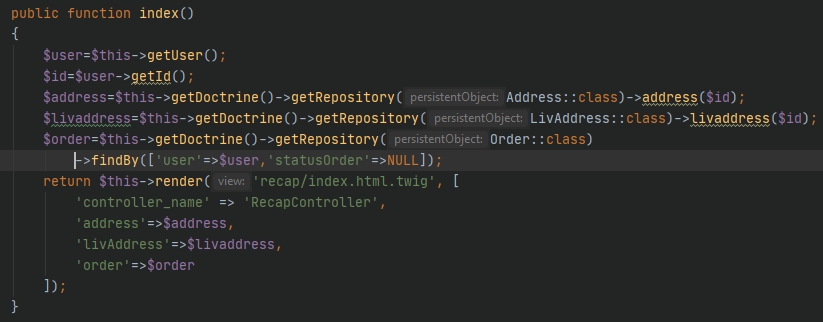 public function index()
{
    $user=$this->getUser();
    $id=$user->getId();
    $address=$this->getDoctrine()->getRepository( persistentObject: Address::class)->address($id);
    $livaddress=$this->getDoctrine()->getRepository( persistentObject: LivAddress::class)->livaddress($id);
    $order=$this->getDoctrine()->getRepository( persistentObject: Order::class)
        ->findBy(['user'=>$user,'statusOrder'=>NULL]);
    return $this->render( view: 'recap/index.html.twig', [
        'controller_name' => 'RecapController',
        'address'=>$address,
        'livAddress'=>$livaddress,
        'order'=>$order
    ]);
}